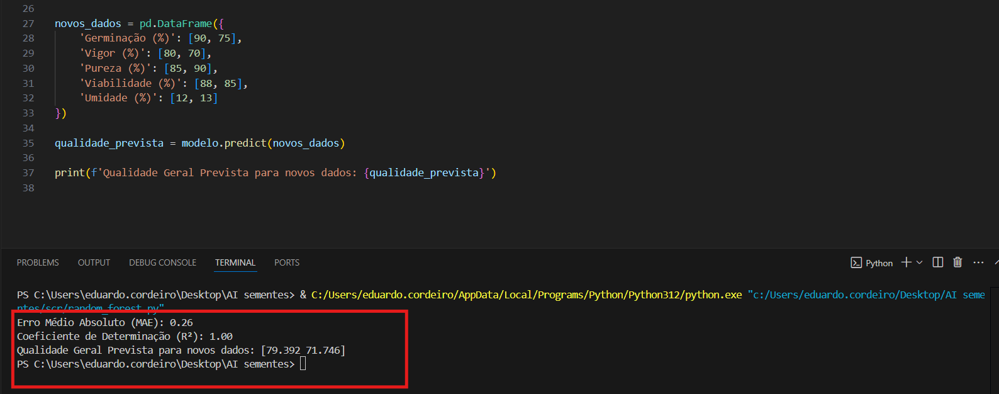 26
27 novos_dados = pd.DataFrame({
28 'Germinação (%)': [90, 75],
29 'Vigor (%)': [80, 70],
30 'Pureza (%)': [85, 90],
31 'Viabilidade (%)': [88, 85],
32 'Umidade (%)': [12, 13]
33 })
34
35 qualidade_prevista = modelo.predict(novos_dados)
36
37 print(f'Qualidade Geral Prevista para novos dados: {qualidade_prevista}')
38
PROBLEMS OUTPUT DEBUG CONSOLE TERMINAL PORTS Python
PS C:\Users\eduardo.cordeiro\Desktop\AI sementes> & C:/Users/eduardo.cordeiro/AppData/Local/Programs/Python/Python312/python.exe "c:/Users/eduardo.cordeiro/Desktop/AI seme
ntes/scr/random_forest.py"
Erro Médio Absoluto (MAE): 0.26
Coeficiente de Determinação (R²): 1.00
Qualidade Geral Prevista para novos dados: [79.392 71.746]
PS C:\Users\eduardo.cordeiro\Desktop\AI sementes>